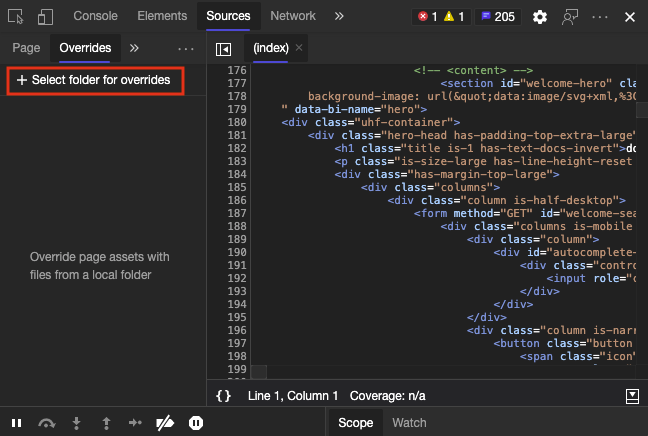 Console Elements Sources Network » 1 1 205
Page Overrides » ··· (index) ×
+ Select folder for overrides
Override page assets with
files from a local folder
176 <!-- <content> -->
177 <section id="welcome-hero" clas
178 background-image: url(&quot;data:image/svg+xml,%3C
179 " data-bi-name="hero">
180 <div class="uhf-container">
181 <div class="hero-head has-padding-top-extra-large"
182 <h1 class="title is-1 has-text-docs-invert">do
183 <p class="is-size-large has-line-height-reset
184 <div class="has-margin-top-large">
185 <div class="columns">
186 <div class="column is-half-desktop">
187 <form method="GET" id="welcome-sea
188 <div class="columns is-mobile
189 <div class="column">
190 <div id="autocomplete-
191 <div class="contro
192 <input role="c
193 </div>
194 </div>
195 </div>
196 <div class="column is-narr
197 <button class="button
198 <span class="icon"
199
{ } Line 1, Column 1 Coverage: n/a
Scope Watch